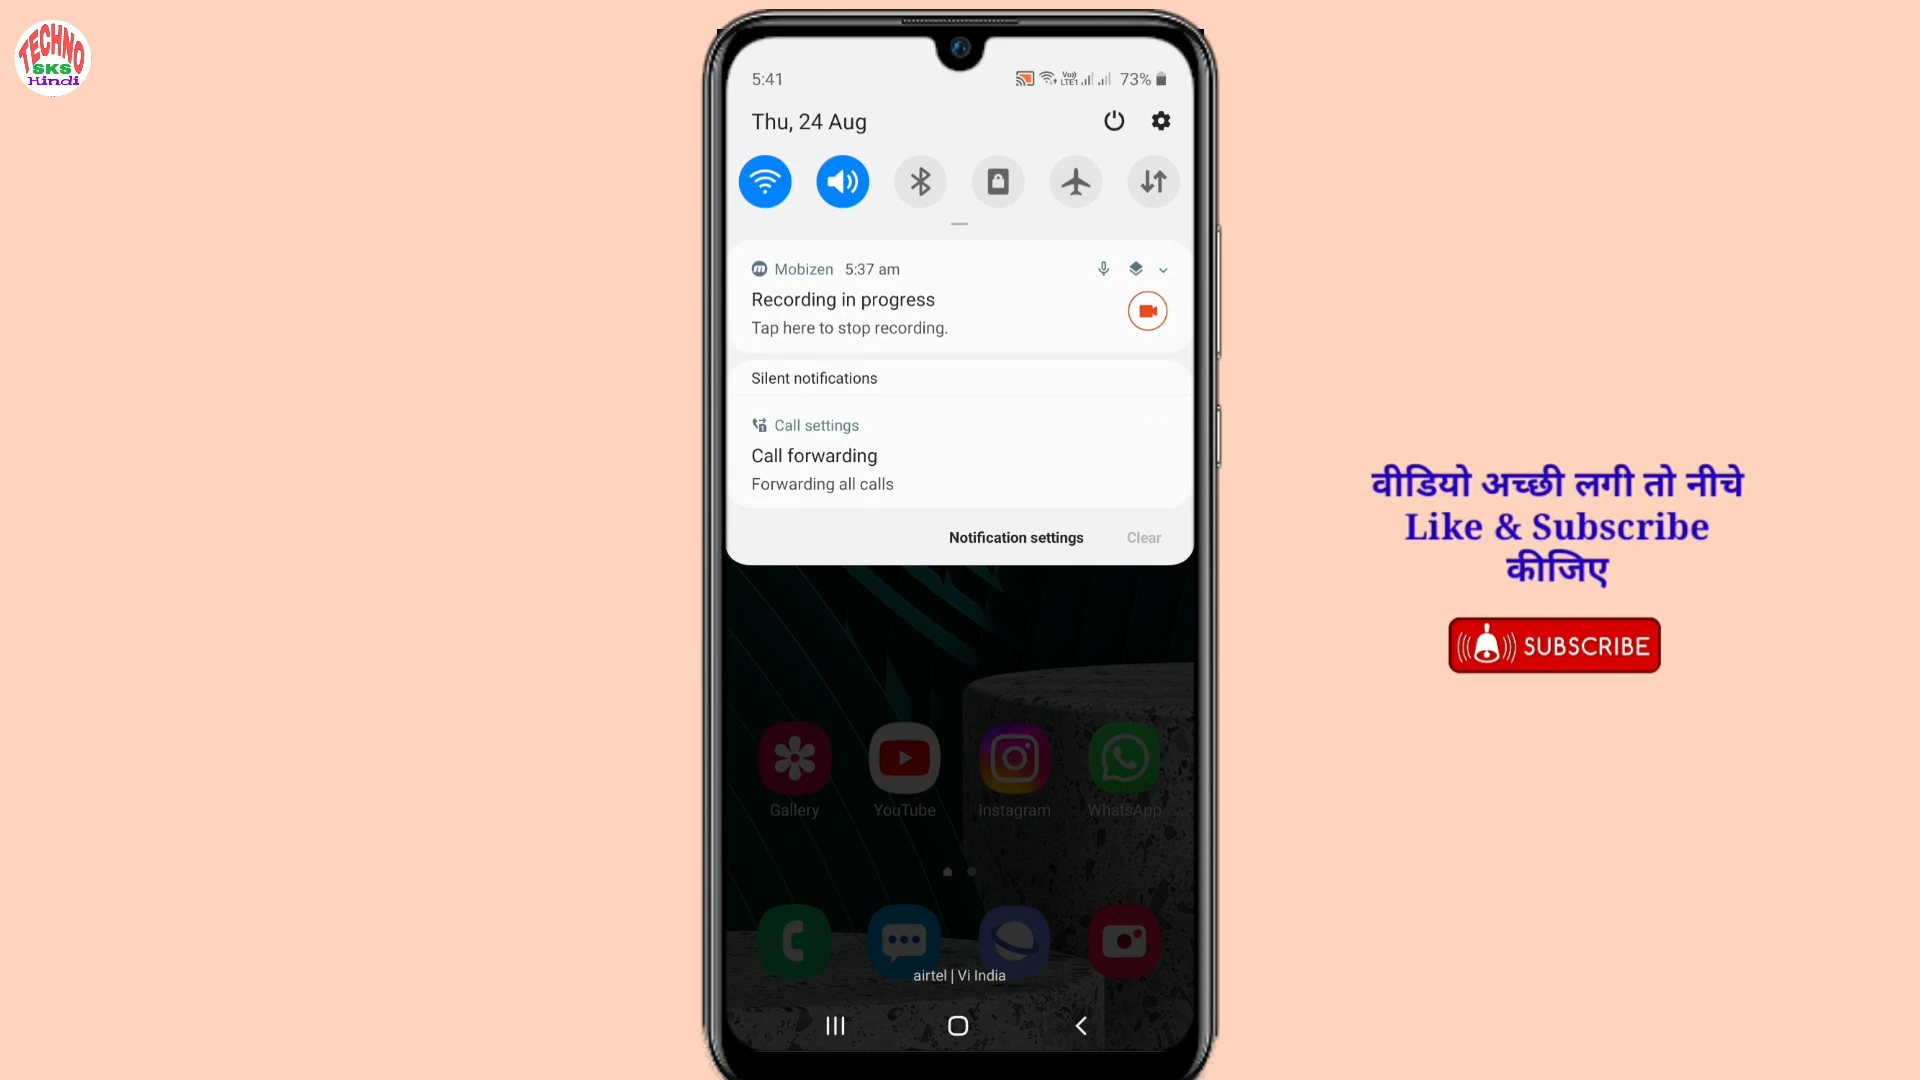 TECHNO
SKS
Hindi
5:41
Vo))
LTE1
73%
Thu, 24 Aug
Mobizen 5:37 am
Recording in progress
Tap here to stop recording.
Silent notifications
Call settings
Call forwarding
Forwarding all calls
Notification settings
Clear
Gallery
YouTube
Instagram
WhatsApp
airtel | Vi India
वीडियो अच्छी लगी तो नीचे
Like & Subscribe
कीजिए
SUBSCRIBE